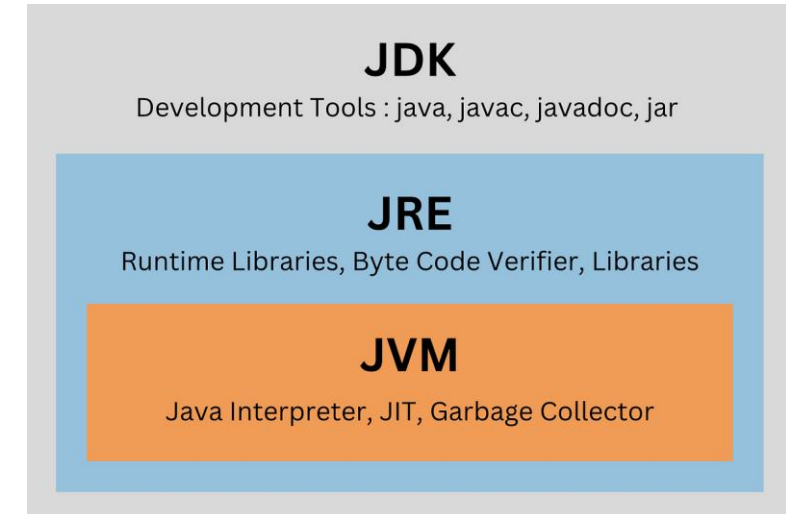 JDK
Development Tools : java, javac, javadoc, jar
JRE
Runtime Libraries, Byte Code Verifier, Libraries
JVM
Java Interpreter, JIT, Garbage Collector